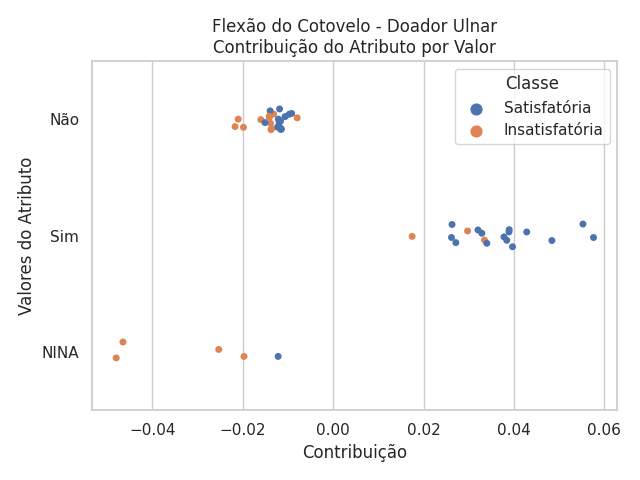 Flexão do Cotovelo - Doador Ulnar
Contribuição do Atributo por Valor
Classe
Satisfatória
Insatisfatória
Valores do Atributo
Não
Sim
NINA
−0.04
−0.02
0.00
0.02
0.04
0.06
Contribuição